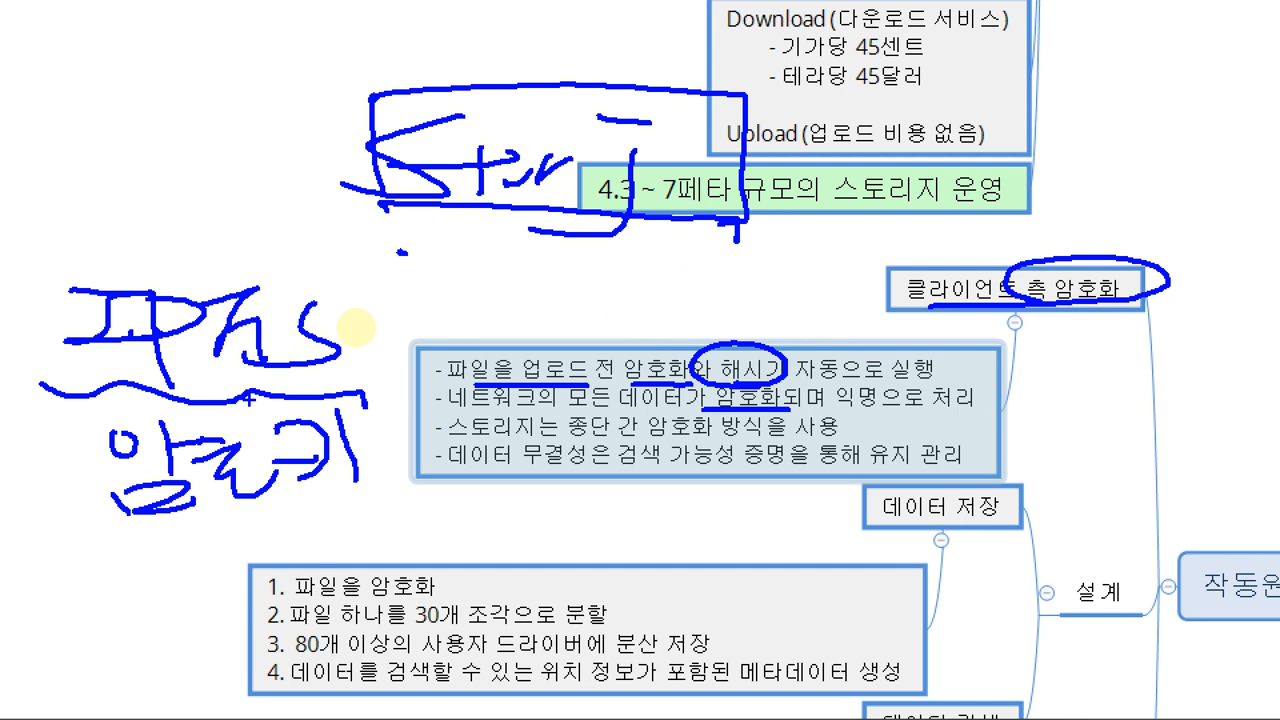 Download (다운로드 서비스)
- 기가당 45센트
- 테라당 45달러
Upload (업로드 비용 없음)
4.3 ~ 7페타 규모의 스토리지 운영
클라이언트 측 암호화
- 파일을 업로드 전 암호화와 해시가 자동으로 실행
- 네트워크의 모든 데이터가 암호화되며 익명으로 처리
- 스토리지는 종단 간 암호화 방식을 사용
- 데이터 무결성은 검색 가능성 증명을 통해 유지 관리
데이터 저장
1. 파일을 암호화
2. 파일 하나를 30개 조각으로 분할
3. 80개 이상의 사용자 드라이버에 분산 저장
4. 데이터를 검색할 수 있는 위치 정보가 포함된 메타데이터 생성
설계